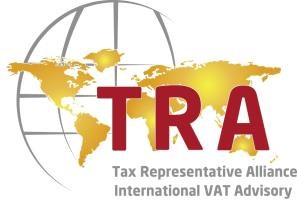 TRA
Tax Representative Alliance
International VAT Advisory